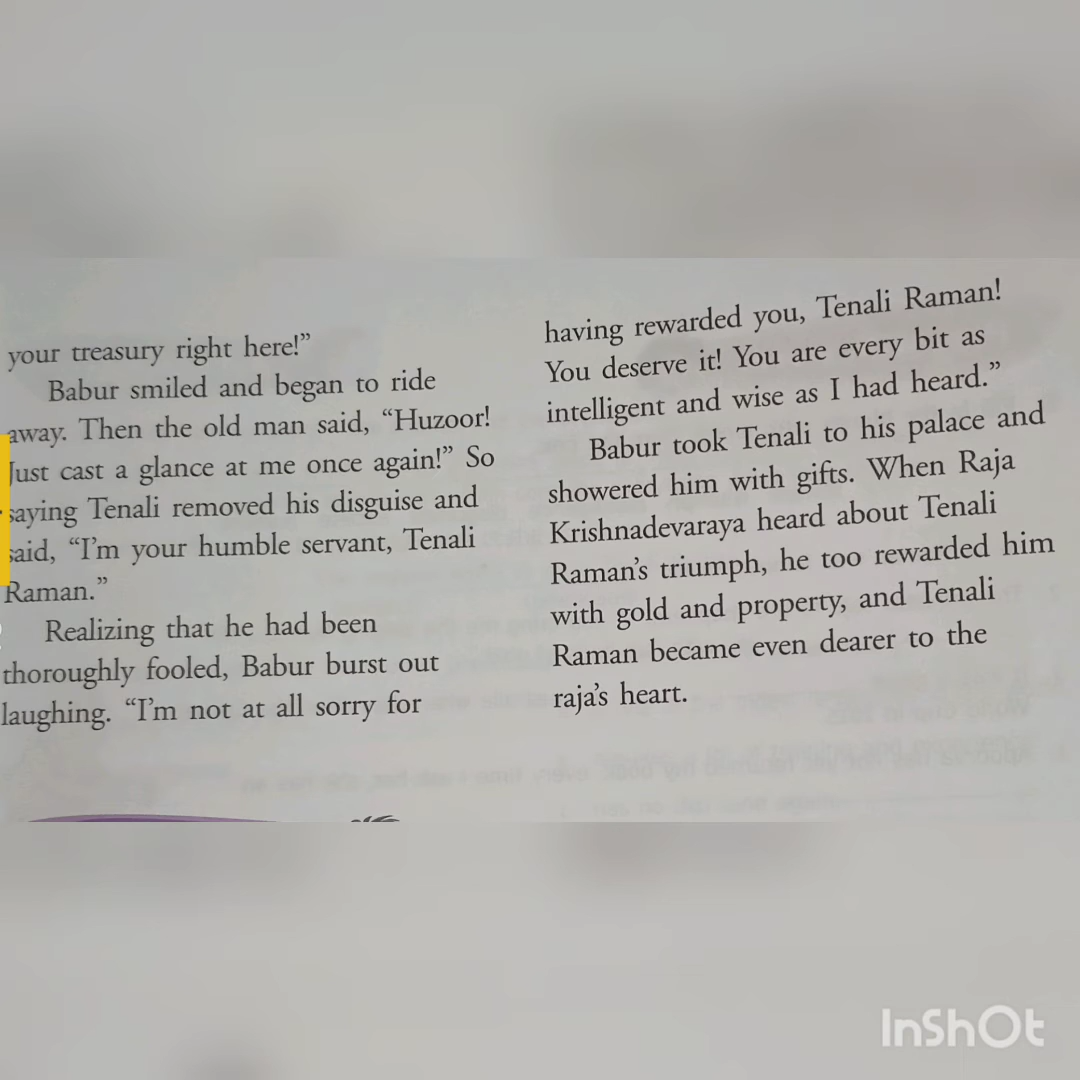 your treasury right here!”
Babur smiled and began to ride
away. Then the old man said, “Huzoor!
Just cast a glance at me once again!” So
saying Tenali removed his disguise and
said, “I’m your humble servant, Tenali
Raman.”
Realizing that he had been
thoroughly fooled, Babur burst out
laughing. “I’m not at all sorry for
having rewarded you, Tenali Raman!
You deserve it! You are every bit as
intelligent and wise as I had heard.”
Babur took Tenali to his palace and
showered him with gifts. When Raja
Krishnadevaraya heard about Tenali
Raman’s triumph, he too rewarded him
with gold and property, and Tenali
Raman became even dearer to the
raja’s heart.
InShOt